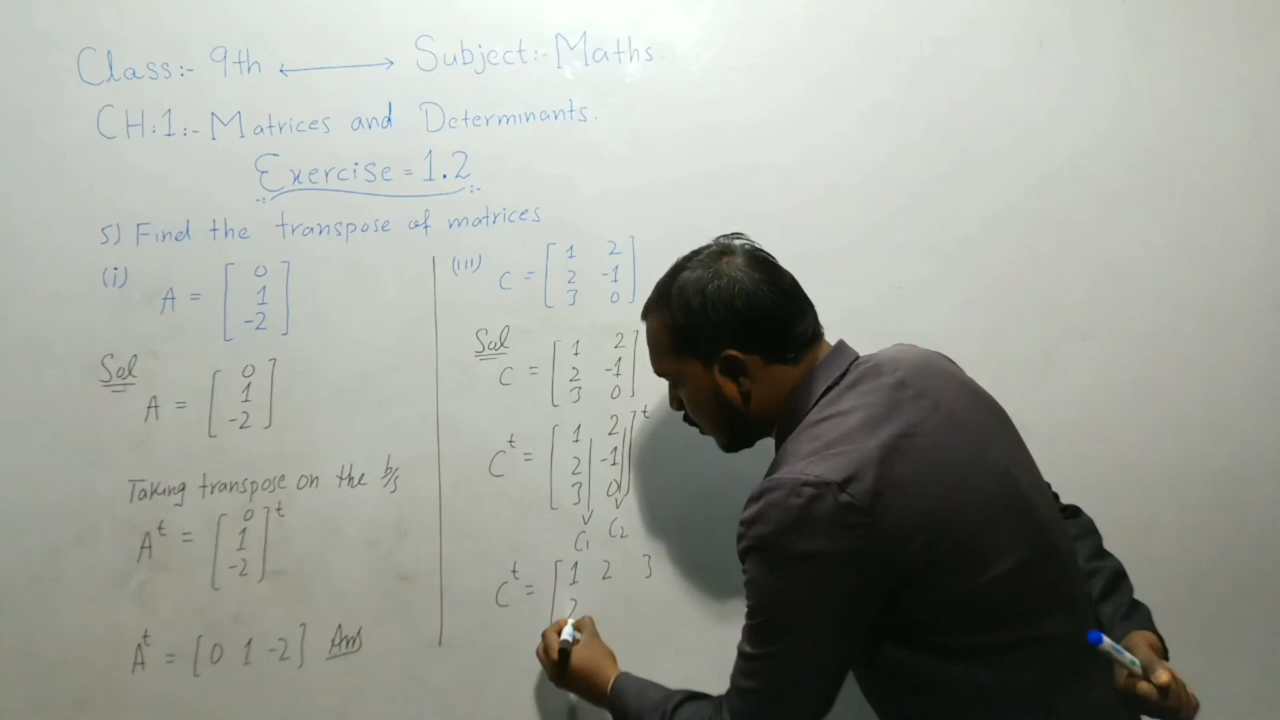 Class:- 9th ⟷ Subject:- Maths.
CH:1:- Matrices and Determinants.
Exercise = 1.2
5) Find the transpose of matrices
(i) A = [ 0
1
-2 ]
Sol
A = [ 0
1
-2 ]
Taking transpose on the b/s
A^t = [ 0
1
-2 ]^t
A^t = [ 0 1 -2 ] Ans
(iii) C = [ 1 2
2 -1
3 0 ]
Sol
C = [ 1 2
2 -1
3 0 ]
C^t = [ 1 2
2 -1
3 0 ]^t
C1 C2
C^t = [ 1 2 3
2